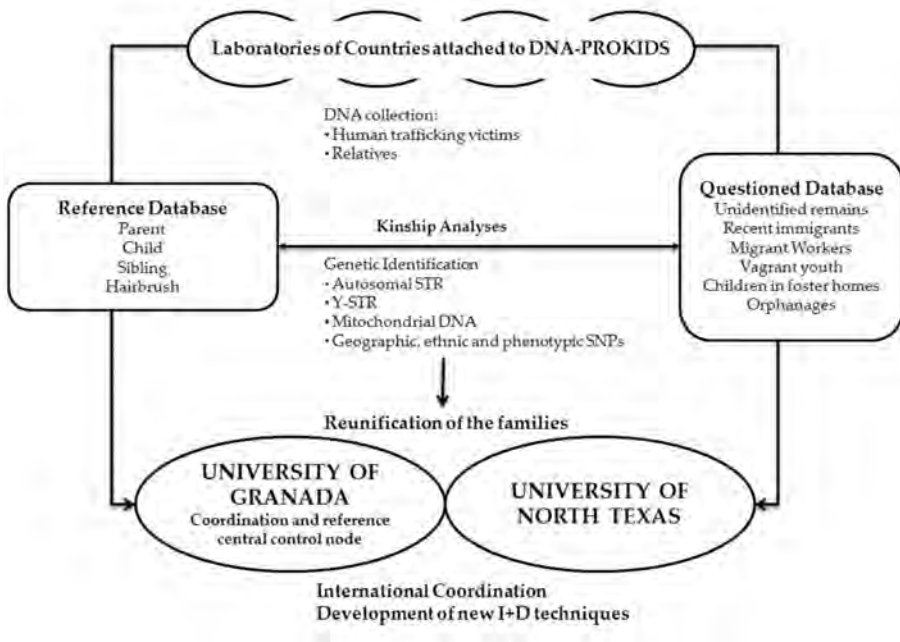 Laboratories of Countries attached to DNA-PROKIDS
DNA collection:
• Human trafficking victims
• Relatives
Reference Database
Parent
Child
Sibling
Hairbrush
Kinship Analyses
Questioned Database
Unidentified remains
Recent immigrants
Migrant Workers
Vagrant youth
Children in foster homes
Orphanages
Genetic Identification
• Autosomal STR
• Y-STR
• Mitochondrial DNA
• Geographic, ethnic and phenotypic SNPs
Reunification of the families
UNIVERSITY OF
GRANADA
Coordination and reference
central control node
UNIVERSITY OF
NORTH TEXAS
International Coordination
Development of new I+D techniques